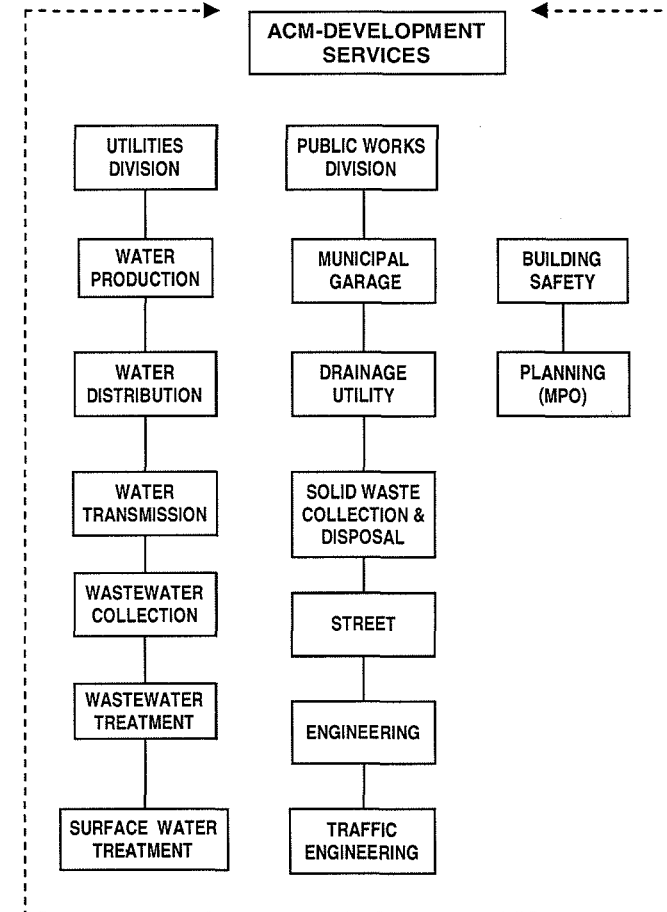 ACM-DEVELOPMENT
SERVICES
UTILITIES
DIVISION
WATER
PRODUCTION
WATER
DISTRIBUTION
WATER
TRANSMISSION
WASTEWATER
COLLECTION
WASTEWATER
TREATMENT
SURFACE WATER
TREATMENT
PUBLIC WORKS
DIVISION
MUNICIPAL
GARAGE
DRAINAGE
UTILITY
SOLID WASTE
COLLECTION &
DISPOSAL
STREET
ENGINEERING
TRAFFIC
ENGINEERING
BUILDING
SAFETY
PLANNING
(MPO)